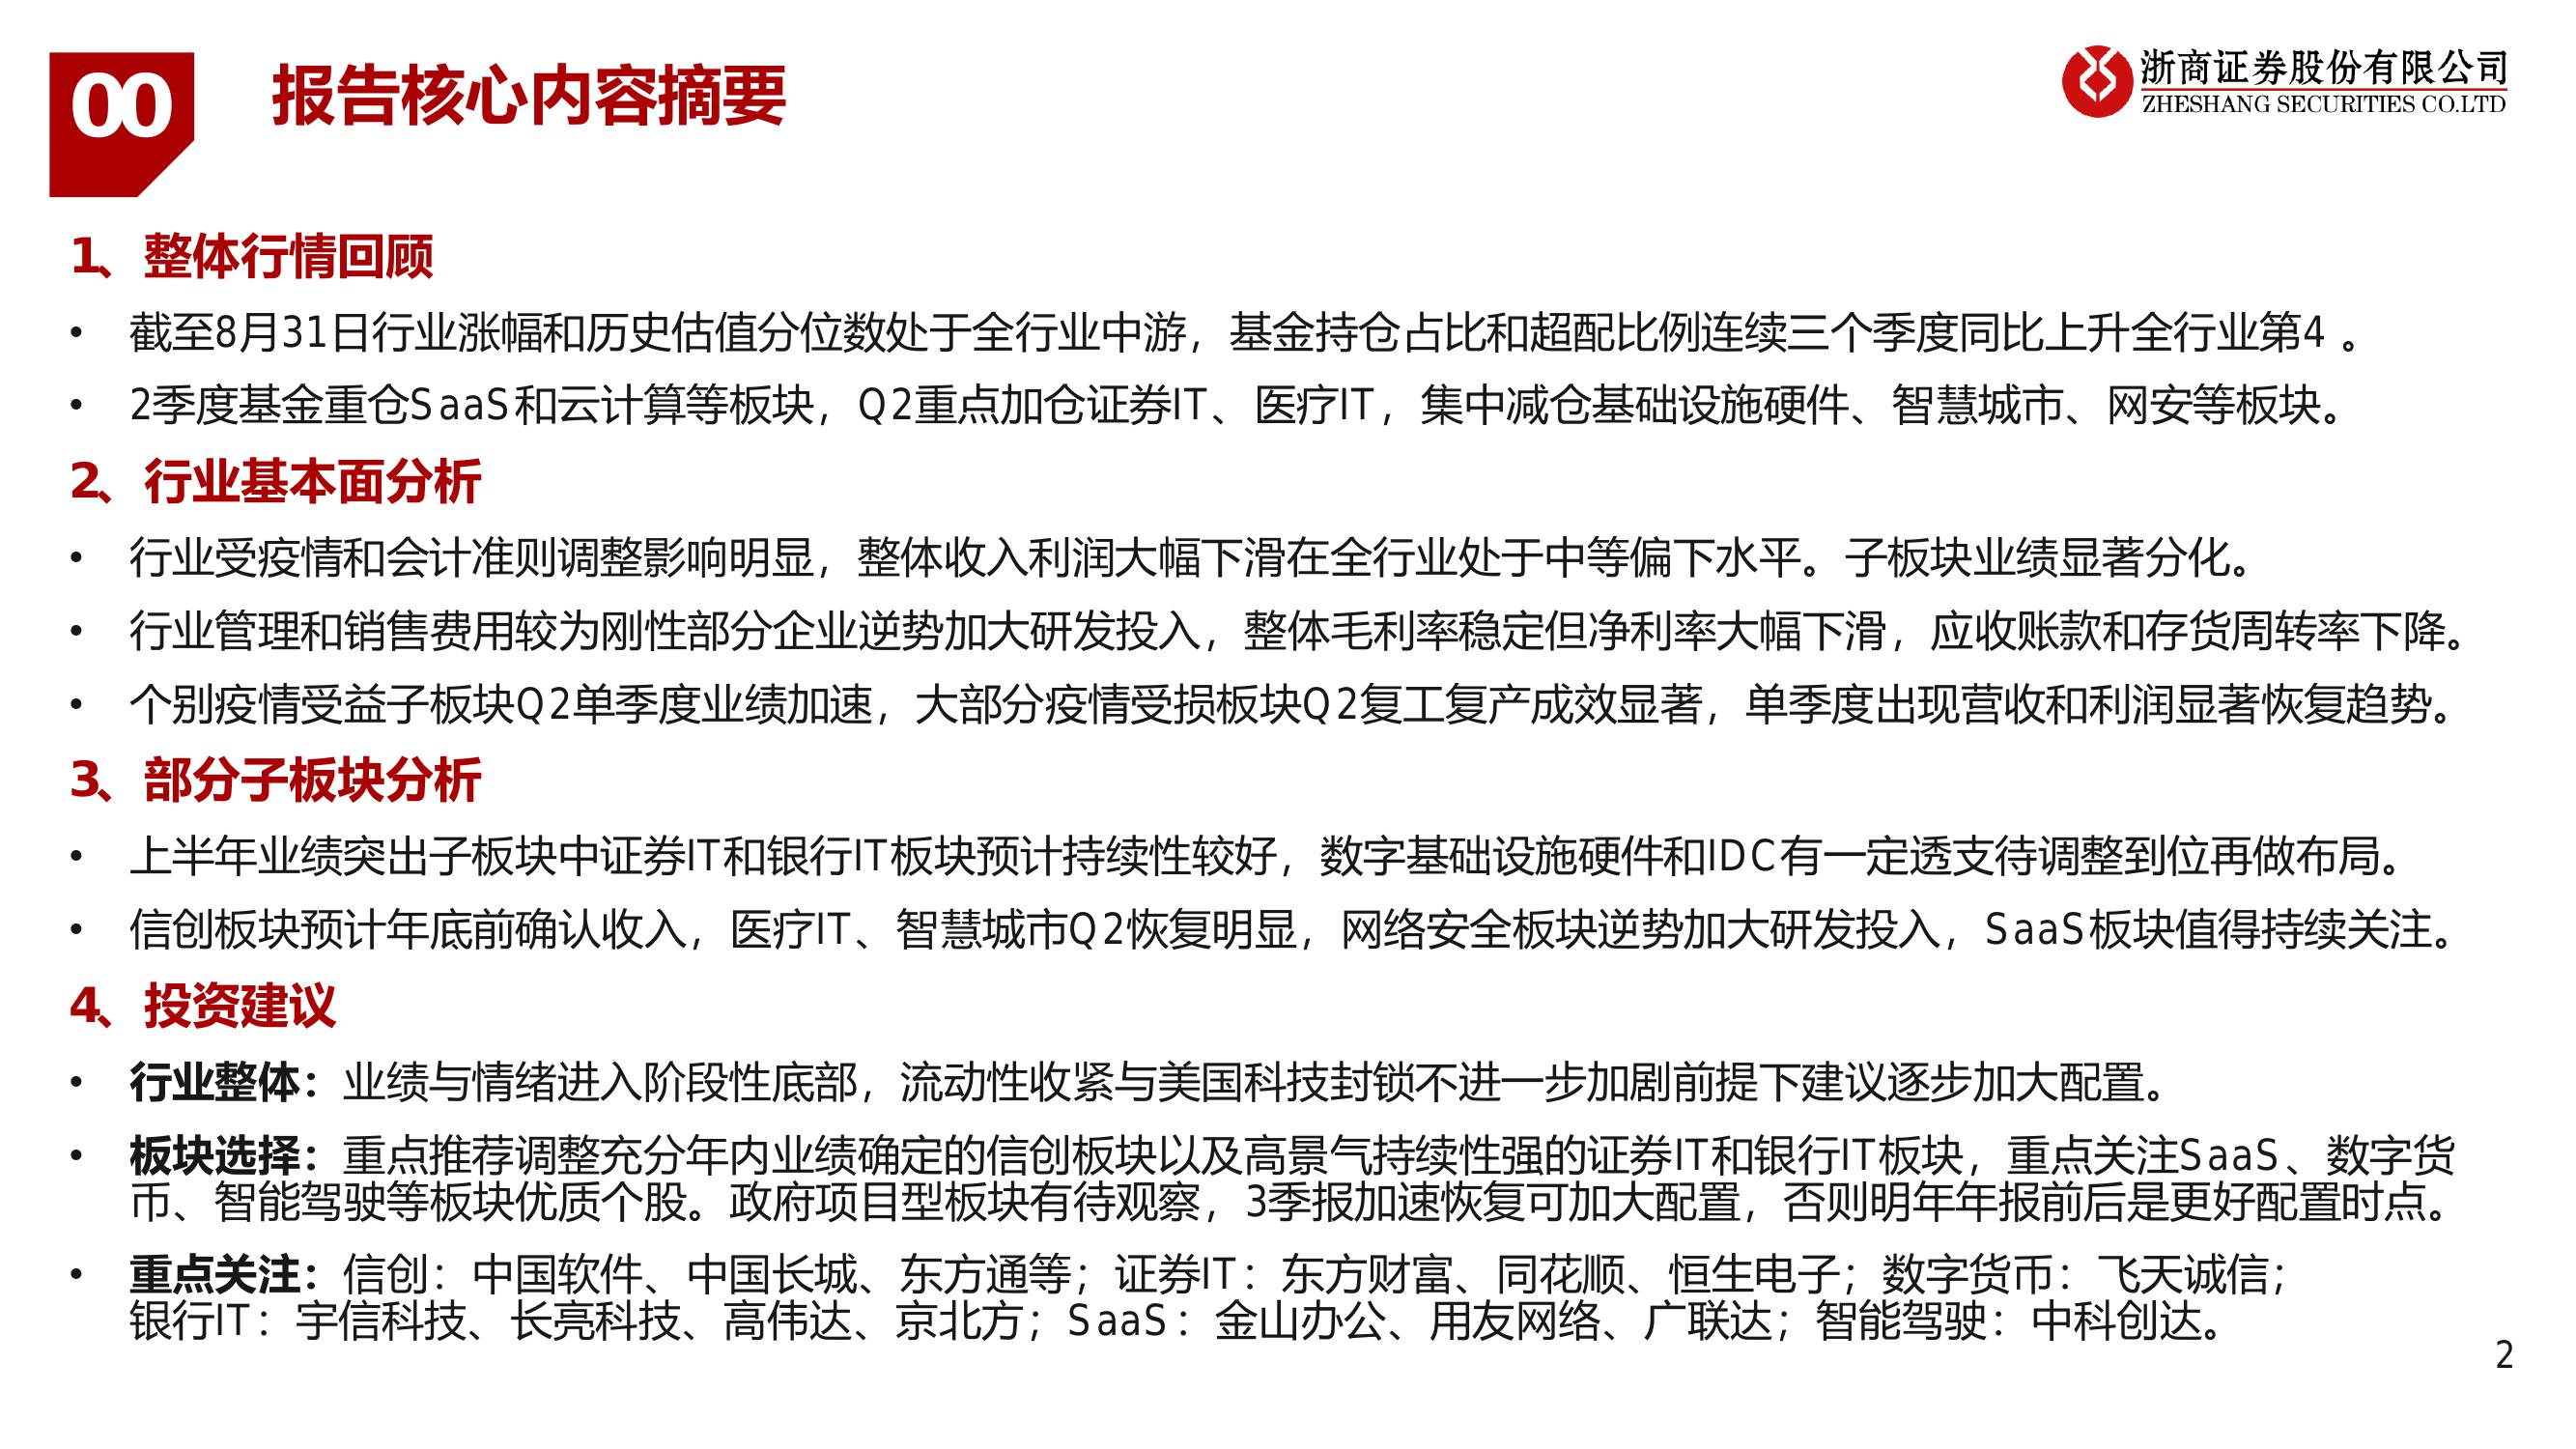 00
报告核心内容摘要
浙商证券股份有限公司
ZHESHANG SECURITIES CO.LTD
1、整体行情回顾
• 截至8月31日行业涨幅和历史估值分位数处于全行业中游，基金持仓占比和超配比例连续三个季度同比上升全行业第4 。
• 2季度基金重仓SaaS和云计算等板块，Q2重点加仓证券IT、医疗IT，集中减仓基础设施硬件、智慧城市、网安等板块。
2、行业基本面分析
• 行业受疫情和会计准则调整影响明显，整体收入利润大幅下滑在全行业处于中等偏下水平。子板块业绩显著分化。
• 行业管理和销售费用较为刚性部分企业逆势加大研发投入，整体毛利率稳定但净利率大幅下滑，应收账款和存货周转率下降。
• 个别疫情受益子板块Q2单季度业绩加速，大部分疫情受损板块Q2复工复产成效显著，单季度出现营收和利润显著恢复趋势。
3、部分子板块分析
• 上半年业绩突出子板块中证券IT和银行IT板块预计持续性较好，数字基础设施硬件和IDC有一定透支待调整到位再做布局。
• 信创板块预计年底前确认收入，医疗IT、智慧城市Q2恢复明显，网络安全板块逆势加大研发投入，SaaS板块值得持续关注。
4、投资建议
• 行业整体：业绩与情绪进入阶段性底部，流动性收紧与美国科技封锁不进一步加剧前提下建议逐步加大配置。
• 板块选择：重点推荐调整充分年内业绩确定的信创板块以及高景气持续性强的证券IT和银行IT板块，重点关注SaaS、数字货
币、智能驾驶等板块优质个股。政府项目型板块有待观察，3季报加速恢复可加大配置，否则明年年报前后是更好配置时点。
• 重点关注：信创：中国软件、中国长城、东方通等；证券IT：东方财富、同花顺、恒生电子；数字货币：飞天诚信；
银行IT：宇信科技、长亮科技、高伟达、京北方；SaaS：金山办公、用友网络、广联达；智能驾驶：中科创达。
2